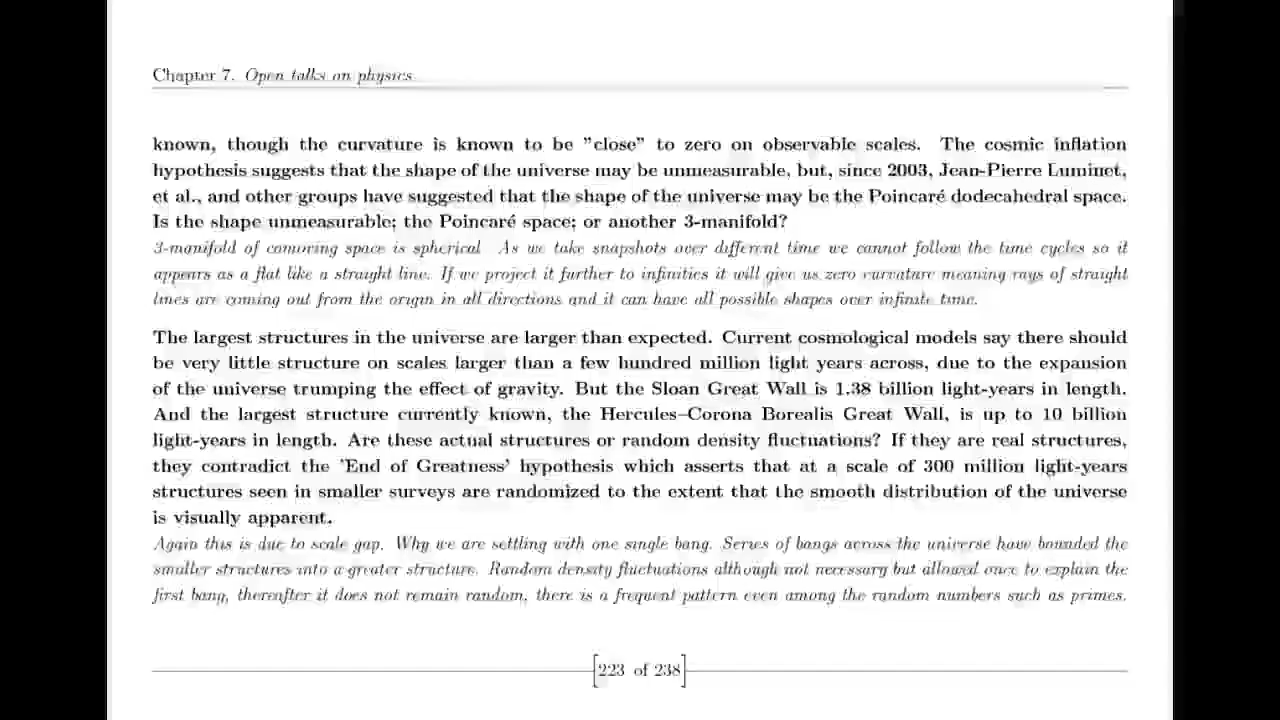 Chapter 7. Open talks on physics
known, though the curvature is known to be ”close” to zero on observable scales. The cosmic inflation
hypothesis suggests that the shape of the universe may be unmeasurable, but, since 2003, Jean-Pierre Luminet,
et al., and other groups have suggested that the shape of the universe may be the Poincaré dodecahedral space.
Is the shape unmeasurable; the Poincaré space; or another 3-manifold?
3-manifold of comoving space is spherical. As we take snapshots over different time we cannot follow the time cycles so it
appears as a flat like a straight line. If we project it further to infinities it will give us zero curvature meaning rays of straight
lines are coming out from the origin in all directions and it can have all possible shapes over infinite time.
The largest structures in the universe are larger than expected. Current cosmological models say there should
be very little structure on scales larger than a few hundred million light years across, due to the expansion
of the universe trumping the effect of gravity. But the Sloan Great Wall is 1.38 billion light-years in length.
And the largest structure currently known, the Hercules–Corona Borealis Great Wall, is up to 10 billion
light-years in length. Are these actual structures or random density fluctuations? If they are real structures,
they contradict the ’End of Greatness’ hypothesis which asserts that at a scale of 300 million light-years
structures seen in smaller surveys are randomized to the extent that the smooth distribution of the universe
is visually apparent.
Again this is due to scale gap. Why we are settling with one single bang. Series of bangs across the universe have bounded the
smaller structures into a greater structure. Random density fluctuations although not necessary but allowed once to explain the
first bang, thereafter it does not remain random, there is a frequent pattern even among the random numbers such as primes.
223 of 238